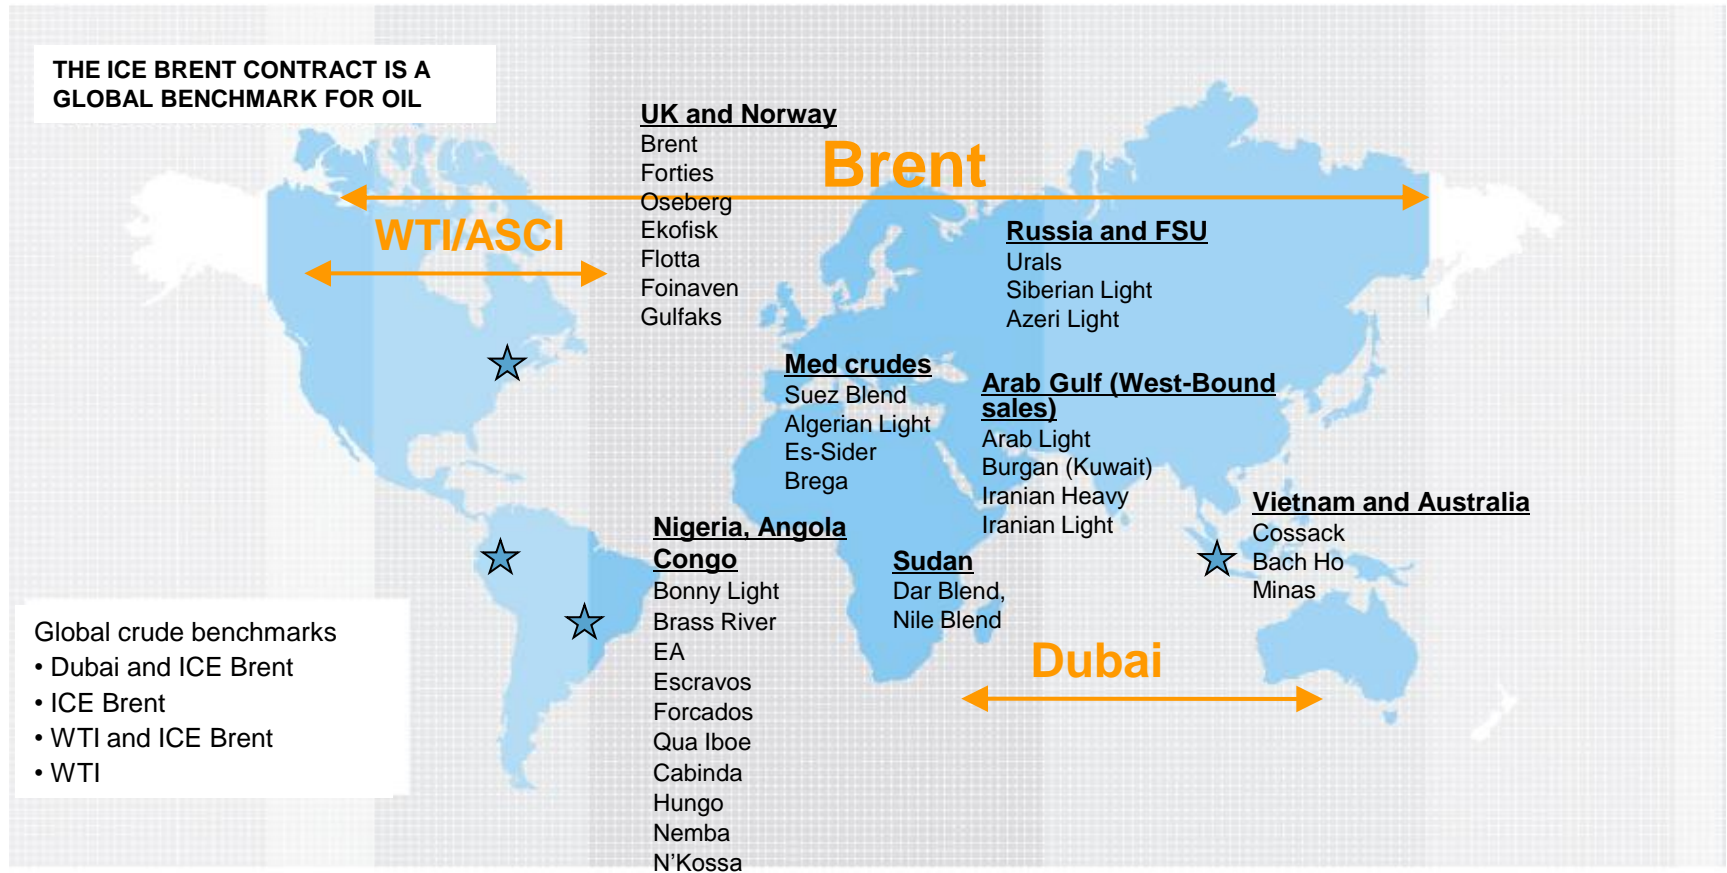 THE ICE BRENT CONTRACT IS A
GLOBAL BENCHMARK FOR OIL
UK and Norway
Brent
Forties
Oseberg
Ekofisk
Flotta
Foinaven
Gulfaks
Brent
WTI/ASCI
Russia and FSU
Urals
Siberian Light
Azeri Light
Med crudes
Suez Blend
Algerian Light
Es-Sider
Brega
Arab Gulf (West-Bound
sales)
Arab Light
Burgan (Kuwait)
Iranian Heavy
Iranian Light
Vietnam and Australia
Cossack
Bach Ho
Minas
Nigeria, Angola
Congo
Bonny Light
Brass River
EA
Escravos
Forcados
Qua Iboe
Cabinda
Hungo
Nemba
N'Kossa
Sudan
Dar Blend,
Nile Blend
Dubai
Global crude benchmarks
• Dubai and ICE Brent
• ICE Brent
• WTI and ICE Brent
• WTI